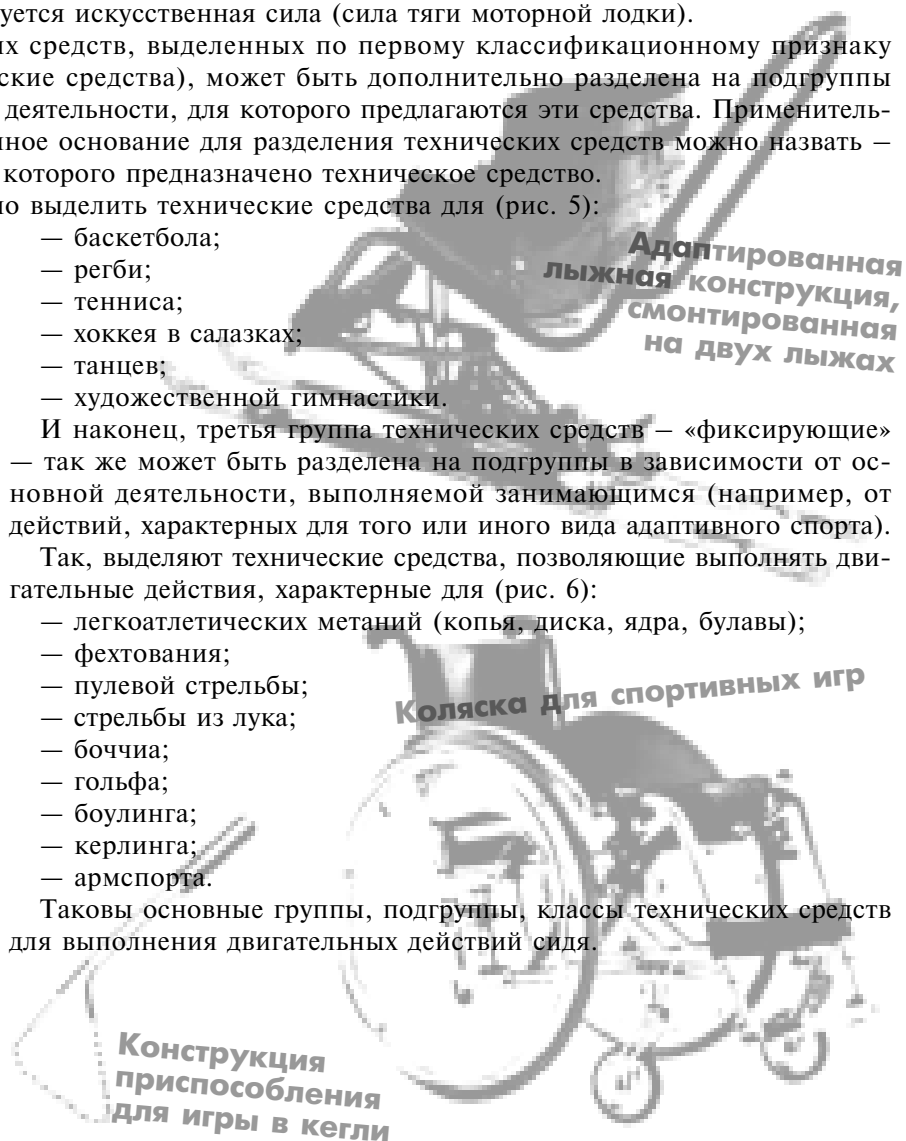 уется искусственная сила (сила тяги моторной лодки).
их средств, выделенных по первому классификационному признаку
ские средства), может быть дополнительно разделена на подгруппы
деятельности, для которого предлагаются эти средства. Применитель-
нное основание для разделения технических средств можно назвать –
которого предназначено техническое средство.
но выделить технические средства для (рис. 5):
— баскетбола;
— регби;
— тенниса;
— хоккея в салазках;
— танцев;
— художественной гимнастики.
Адаптированная
лыжная конструкция,
смонтированная
на двух лыжах
И наконец, третья группа технических средств – «фиксирующие»
— так же может быть разделена на подгруппы в зависимости от ос-
новной деятельности, выполняемой занимающимся (например, от
действий, характерных для того или иного вида адаптивного спорта).
Так, выделяют технические средства, позволяющие выполнять дви-
гательные действия, характерные для (рис. 6):
— легкоатлетических метаний (копья, диска, ядра, булавы);
— фехтования;
— пулевой стрельбы;
— стрельбы из лука;
— боччиа;
— гольфа;
— боулинга;
— керлинга;
— армспорта.
Коляска для спортивных игр
Таковы основные группы, подгруппы, классы технических средств
для выполнения двигательных действий сидя.
Конструкция
приспособления
для игры в кегли